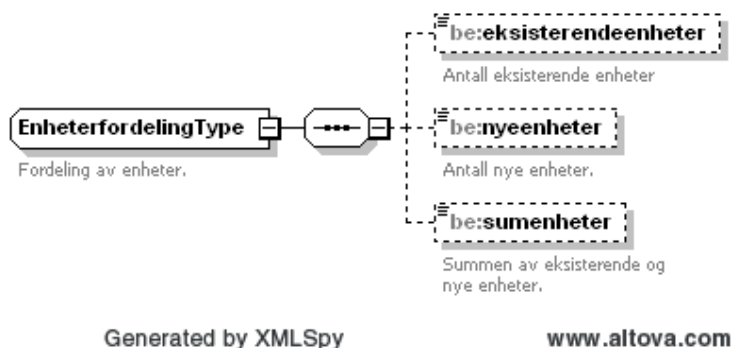 be:eksisterendeenheter
Antall eksisterende enheter
EnheterfordelingType
Fordeling av enheter.
be:nyeenheter
Antall nye enheter.
be:sumenheter
Summen av eksisterende og
nye enheter.
Generated by XMLSpy
www.altova.com